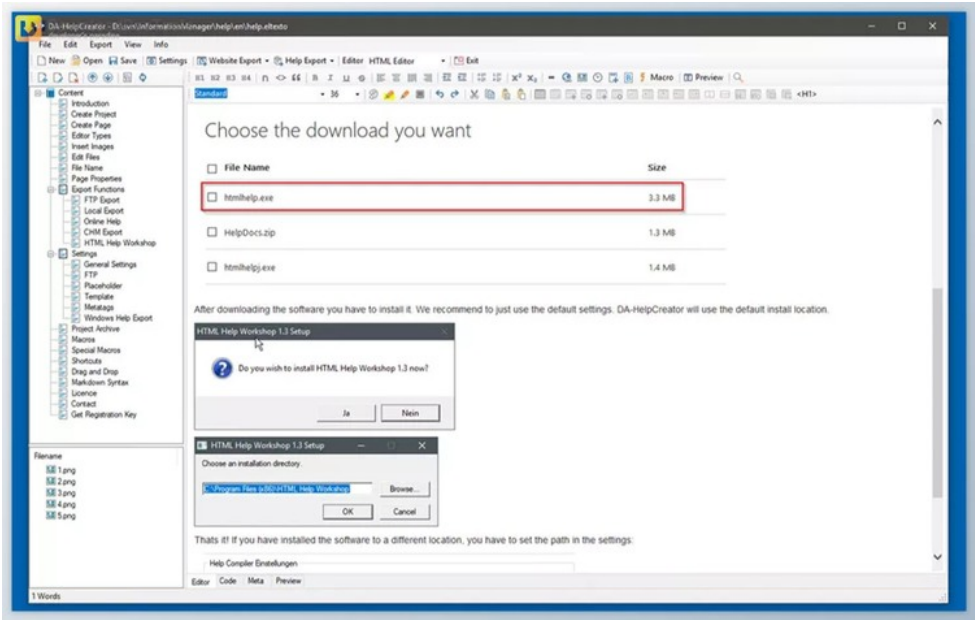 DA-HelpCreator - D:\svn\InformationManager\help\en\help.eltexto
File Edit Export View Info
New Open Save Settings Website Export Help Export Editor HTML Editor Exit
H1 H2 H3 H4 B I U Macro Preview
Standard 16 <H1>
Content
Introduction
Create Project
Create Page
Editor Types
Insert Images
Edit Files
File Name
Page Properties
Export Functions
FTP Export
Local Export
Online Help
CHM Export
HTML Help Workshop
Settings
General Settings
FTP
Placeholder
Template
Metatags
Windows Help Export
Project Archive
Macros
Special Macros
Shortcuts
Drag and Drop
Markdown Syntax
Licence
Contact
Get Registration Key
Filename
1.png
2.png
3.png
4.png
5.png
Choose the download you want
File Name Size
htmlhelp.exe 3.3 MB
HelpDocs.zip 1.3 MB
htmlhelpj.exe 1.4 MB
After downloading the software you have to install it. We recommend to just use the default settings. DA-HelpCreator will use the default install location.
HTML Help Workshop 1.3 Setup
Do you wish to install HTML Help Workshop 1.3 now?
Ja Nein
HTML Help Workshop 1.3 Setup
Choose an installation directory.
C:\Program Files (x86)\HTML Help Workshop Browse...
OK Cancel
Thats it! If you have installed the software to a different location, you have to set the path in the settings:
Help Compiler Einstellungen
Editor Code Meta Preview
1 Words